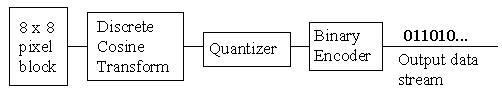 8 x 8
pixel
block
Discrete
Cosine
Transform
Quantizer
Binary
Encoder
011010...
Output data
stream